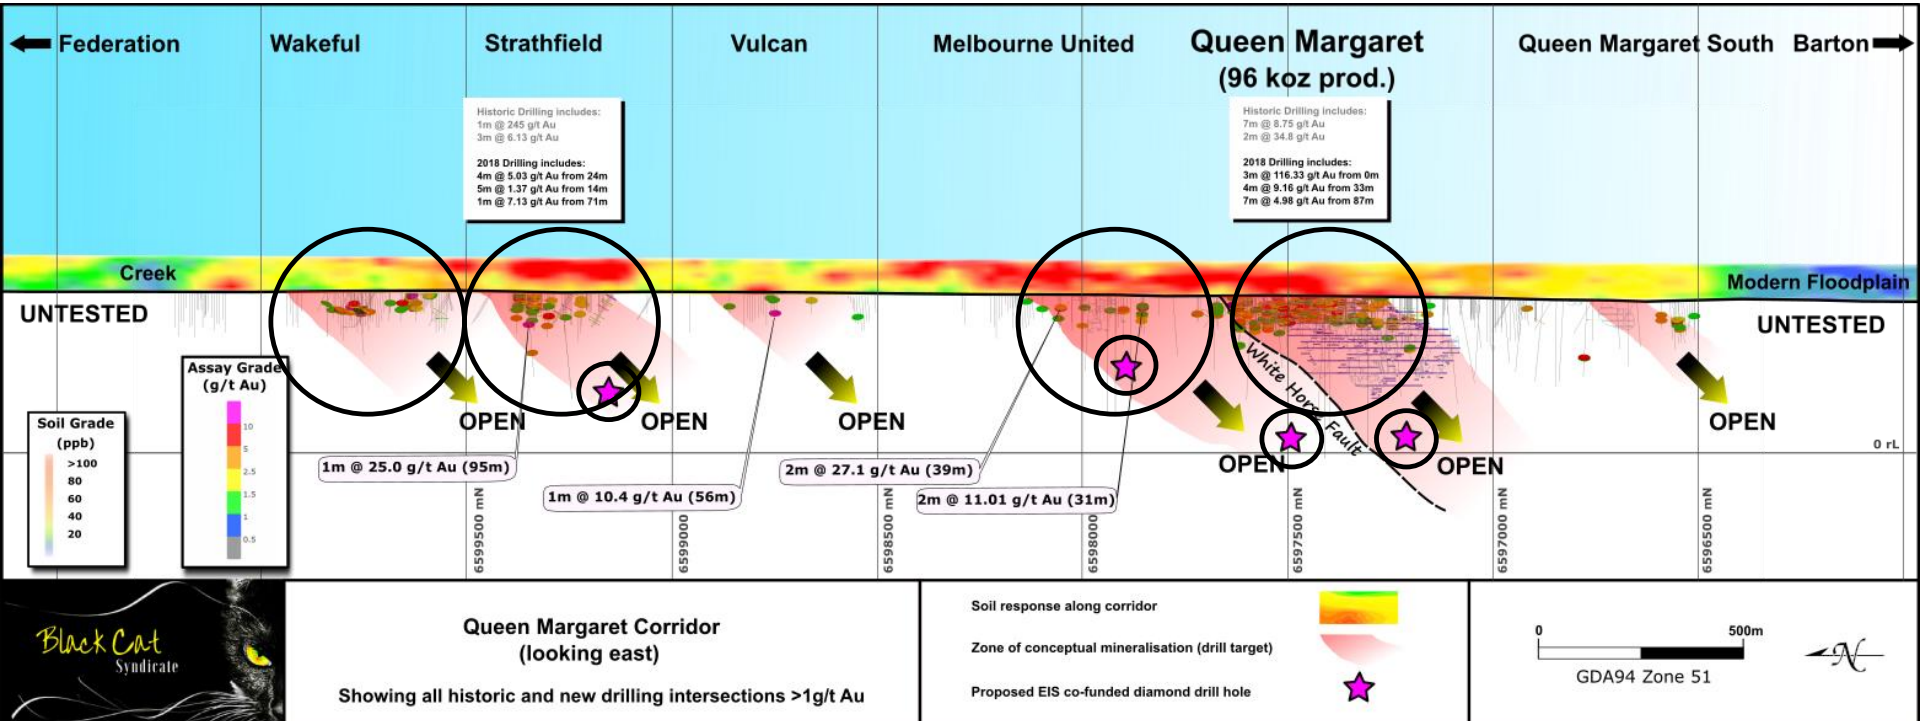 Federation
Wakeful
Strathfield
Vulcan
Melbourne United
Queen Margaret
(96 koz prod.)
Queen Margaret South
Barton
Historic Drilling includes:
1m @ 245 g/t Au
3m @ 6.13 g/t Au
2018 Drilling includes:
4m @ 5.03 g/t Au from 24m
5m @ 1.37 g/t Au from 14m
1m @ 7.13 g/t Au from 71m
Historic Drilling includes:
7m @ 8.75 g/t Au
2m @ 34.8 g/t Au
2018 Drilling includes:
3m @ 116.33 g/t Au from 0m
4m @ 9.16 g/t Au from 33m
7m @ 4.98 g/t Au from 87m
Creek
Modern Floodplain
UNTESTED
UNTESTED
White Horse Fault
OPEN
OPEN
OPEN
OPEN
OPEN
OPEN
0 rL
1m @ 25.0 g/t Au (95m)
1m @ 10.4 g/t Au (56m)
2m @ 27.1 g/t Au (39m)
2m @ 11.01 g/t Au (31m)
Soil Grade
(ppb)
>100
80
60
40
20
Assay Grade
(g/t Au)
10
5
2.5
1.5
1
0.5
6599500 mN
6599000
6598500 mN
6598000
6597500 mN
6597000 mN
6596500 mN
Black Cat
Syndicate
Queen Margaret Corridor
(looking east)
Showing all historic and new drilling intersections >1g/t Au
Soil response along corridor
Zone of conceptual mineralisation (drill target)
Proposed EIS co-funded diamond drill hole
0
500m
GDA94 Zone 51
N